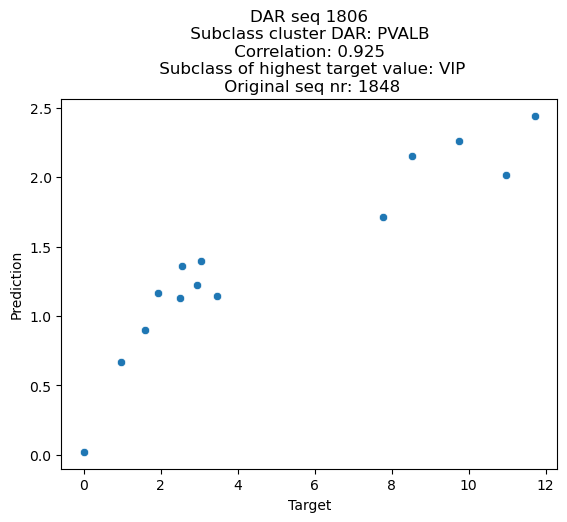 DAR seq 1806
Subclass cluster DAR: PVALB
Correlation: 0.925
Subclass of highest target value: VIP
Original seq nr: 1848
2.5
2.0
1.5
1.0
0.5
0.0
Prediction
0 2 4 6 8 10 12
Target